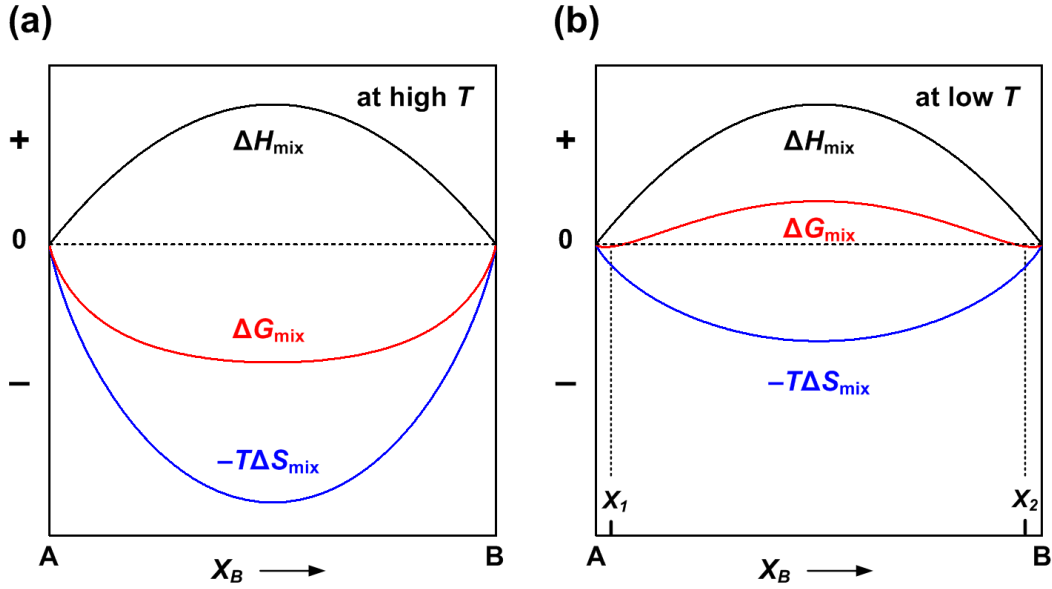 (a)
at high T
+
ΔHmix
0
ΔGmix
–
–TΔSmix
A
B
XB
(b)
at low T
+
ΔHmix
0
ΔGmix
–
–TΔSmix
X1
X2
A
B
XB